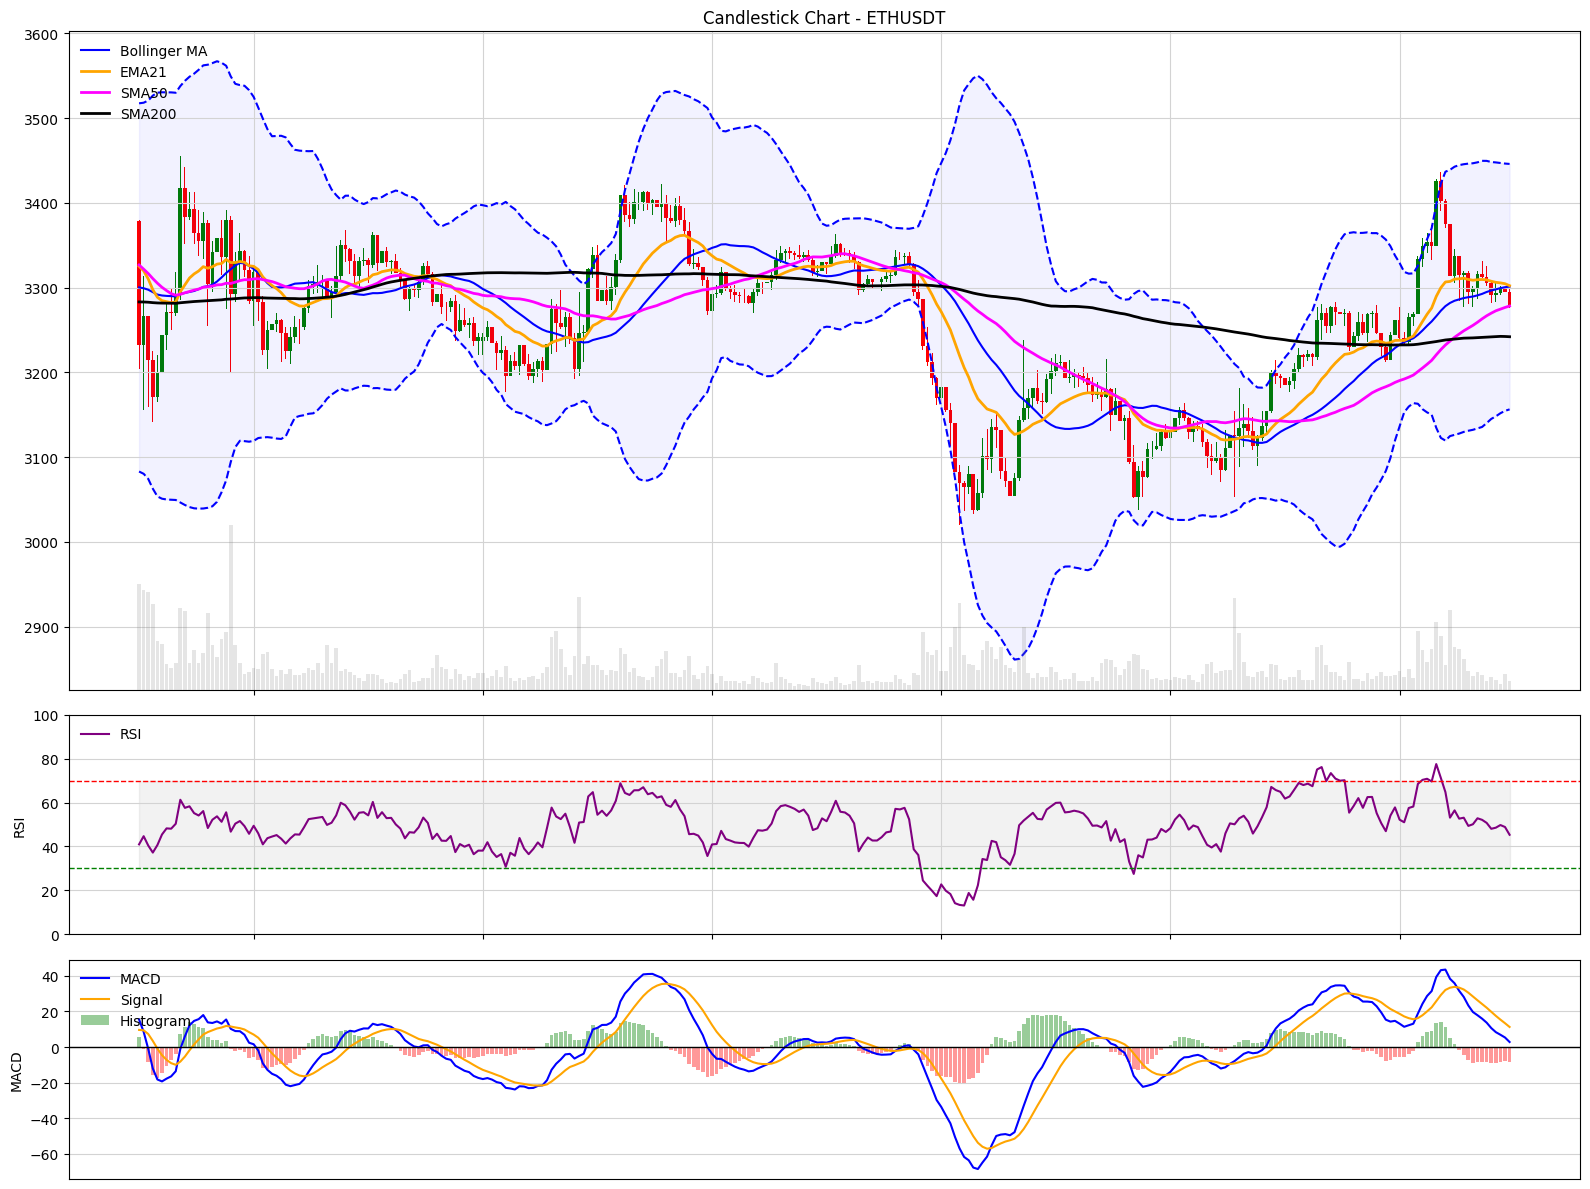 Candlestick Chart - ETHUSDT
3600
3500
3400
3300
3200
3100
3000
2900
Bollinger MA
EMA21
SMA50
SMA200
100
80
60
40
20
0
RSI
RSI
40
20
0
−20
−40
−60
MACD
MACD
Signal
Histogram